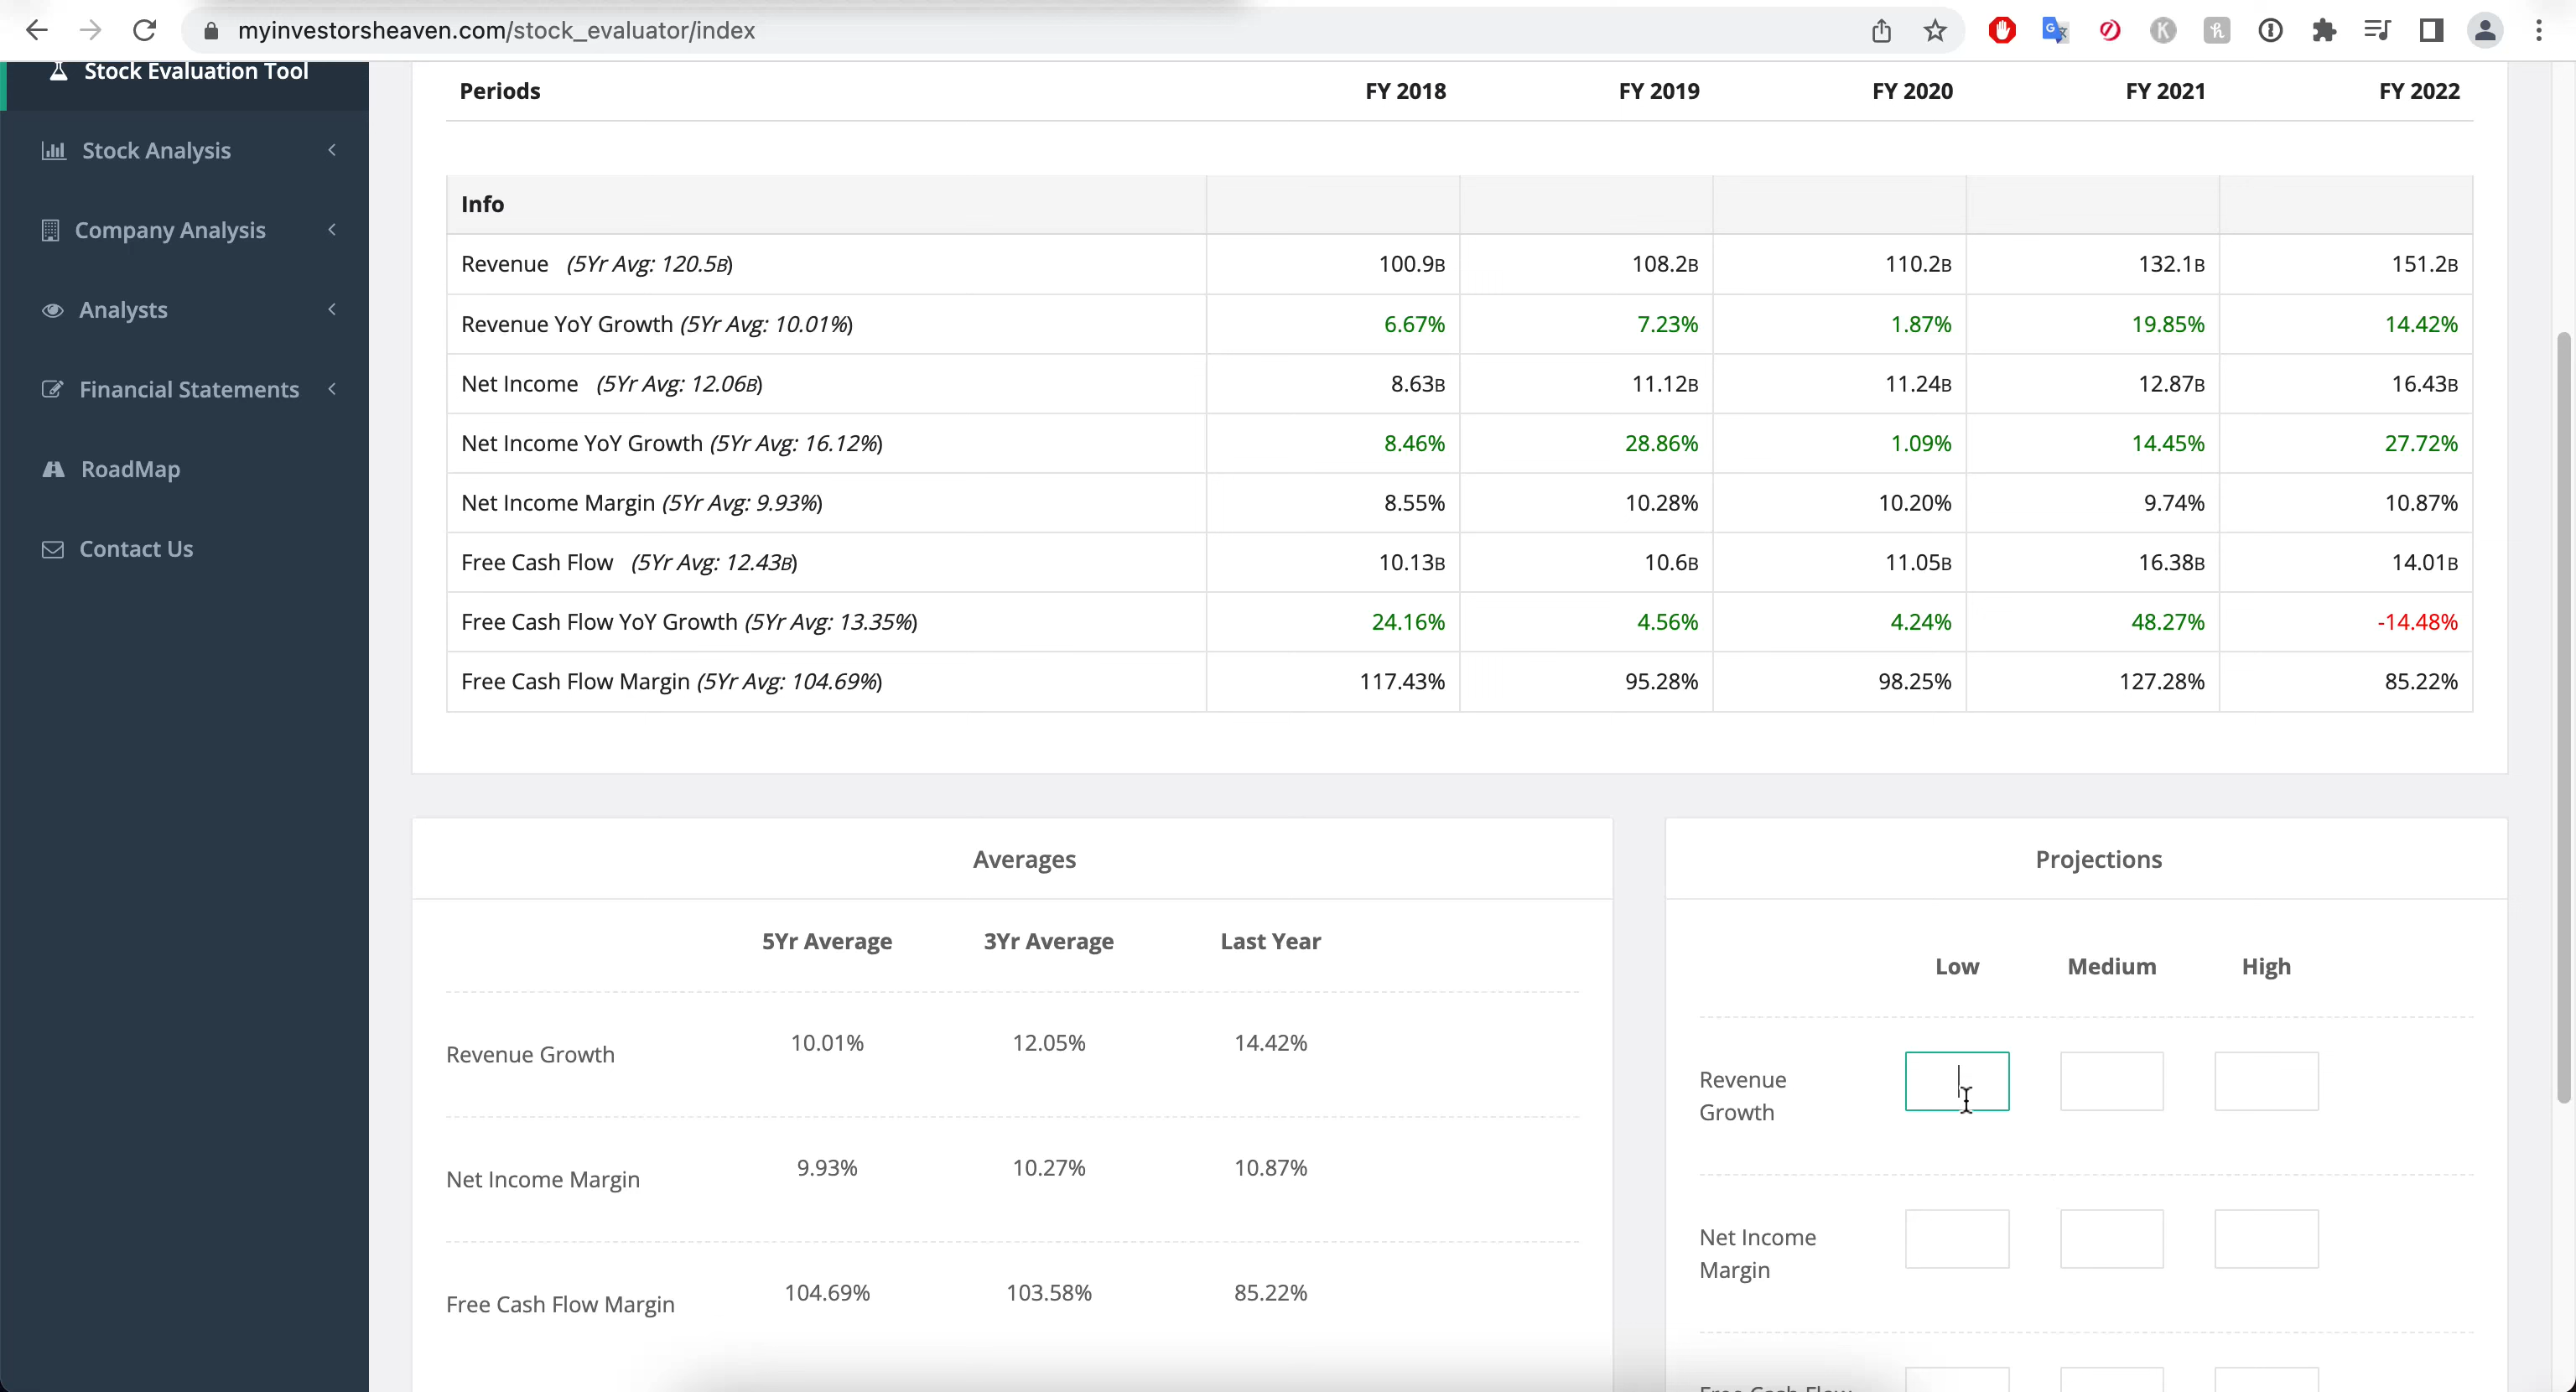 myinvestorsheaven.com/stock_evaluator/index
Stock Evaluation Tool
Stock Analysis
Company Analysis
Analysts
Financial Statements
RoadMap
Contact Us
Periods FY 2018 FY 2019 FY 2020 FY 2021 FY 2022
Info
Revenue (5Yr Avg: 120.5B) 100.9B 108.2B 110.2B 132.1B 151.2B
Revenue YoY Growth (5Yr Avg: 10.01%) 6.67% 7.23% 1.87% 19.85% 14.42%
Net Income (5Yr Avg: 12.06B) 8.63B 11.12B 11.24B 12.87B 16.43B
Net Income YoY Growth (5Yr Avg: 16.12%) 8.46% 28.86% 1.09% 14.45% 27.72%
Net Income Margin (5Yr Avg: 9.93%) 8.55% 10.28% 10.20% 9.74% 10.87%
Free Cash Flow (5Yr Avg: 12.43B) 10.13B 10.6B 11.05B 16.38B 14.01B
Free Cash Flow YoY Growth (5Yr Avg: 13.35%) 24.16% 4.56% 4.24% 48.27% -14.48%
Free Cash Flow Margin (5Yr Avg: 104.69%) 117.43% 95.28% 98.25% 127.28% 85.22%
Averages
5Yr Average 3Yr Average Last Year
Revenue Growth 10.01% 12.05% 14.42%
Net Income Margin 9.93% 10.27% 10.87%
Free Cash Flow Margin 104.69% 103.58% 85.22%
Projections
Low Medium High
Revenue
Growth
Net Income
Margin
Free Cash Flow